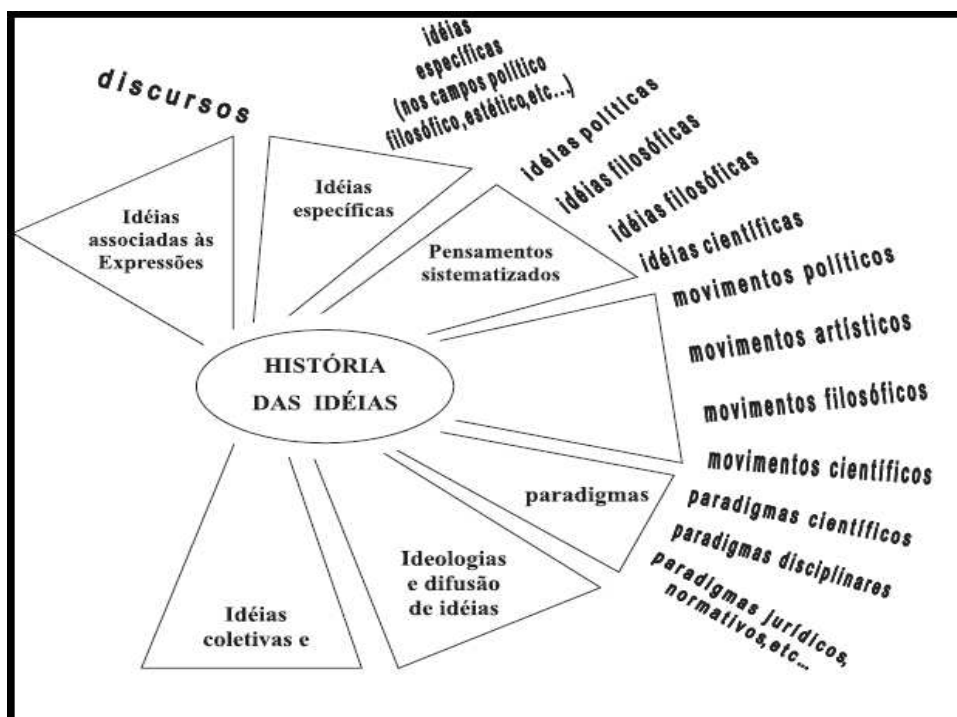 discursos
idéias
específicas
(nos campos político
filosófico, estético, etc...)
idéias políticas
idéias filosóficas
idéias filosóficas
idéias científicas
movimentos políticos
movimentos artísticos
movimentos filosóficos
movimentos científicos
paradigmas científicos
paradigmas disciplinares
paradigmas jurídicos,
normativos, etc...
Idéias
associadas às
Expressões
Idéias
específicas
Pensamentos
sistematizados
HISTÓRIA
DAS IDÉIAS
paradigmas
Ideologias
e difusão
de idéias
Idéias
coletivas e